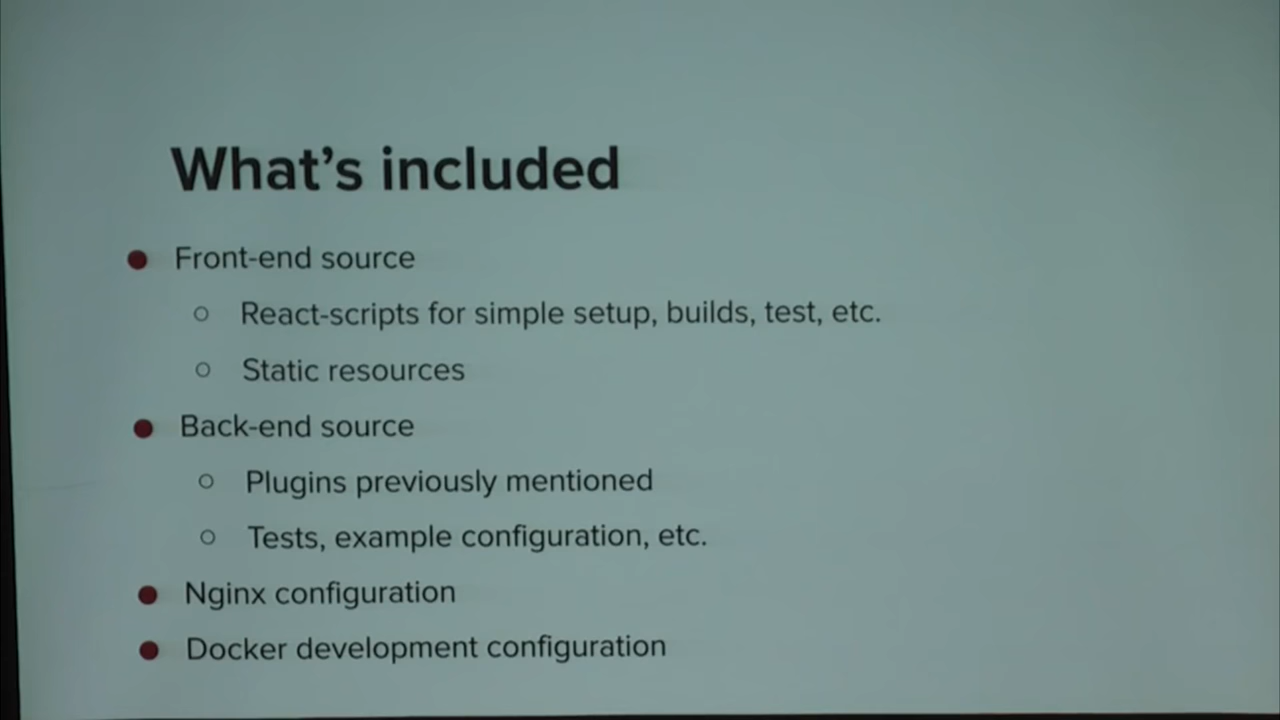 What's included
● Front-end source
○ React-scripts for simple setup, builds, test, etc.
○ Static resources
● Back-end source
○ Plugins previously mentioned
○ Tests, example configuration, etc.
● Nginx configuration
● Docker development configuration